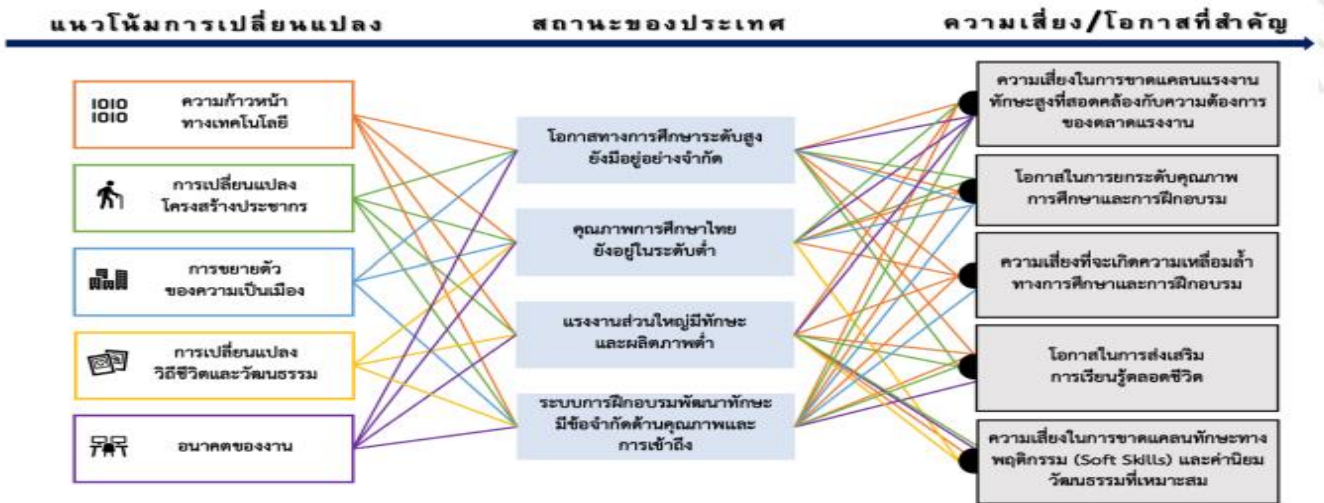 แนวโน้มการเปลี่ยนแปลง
สถานะของประเทศ
ความเสี่ยง/โอกาสที่สำคัญ
1010
1010
ความก้าวหน้า
ทางเทคโนโลยี
การเปลี่ยนแปลง
โครงสร้างประชากร
การขยายตัว
ของความเป็นเมือง
การเปลี่ยนแปลง
วิถีชีวิตและวัฒนธรรม
อนาคตของงาน
โอกาสทางการศึกษาระดับสูง
ยังมีอยู่อย่างจำกัด
คุณภาพการศึกษาไทย
ยังอยู่ในระดับต่ำ
แรงงานส่วนใหญ่มีทักษะ
และผลิตภาพต่ำ
ระบบการฝึกอบรมพัฒนาทักษะ
มีข้อจำกัดด้านคุณภาพและ
การเข้าถึง
ความเสี่ยงในการขาดแคลนแรงงาน
ทักษะสูงที่สอดคล้องกับความต้องการ
ของตลาดแรงงาน
โอกาสในการยกระดับคุณภาพ
การศึกษาและการฝึกอบรม
ความเสี่ยงที่จะเกิดความเหลื่อมล้ำ
ทางการศึกษาและการฝึกอบรม
โอกาสในการส่งเสริม
การเรียนรู้ตลอดชีวิต
ความเสี่ยงในการขาดแคลนทักษะทาง
พฤติกรรม (Soft Skills) และค่านิยม
วัฒนธรรมที่เหมาะสม